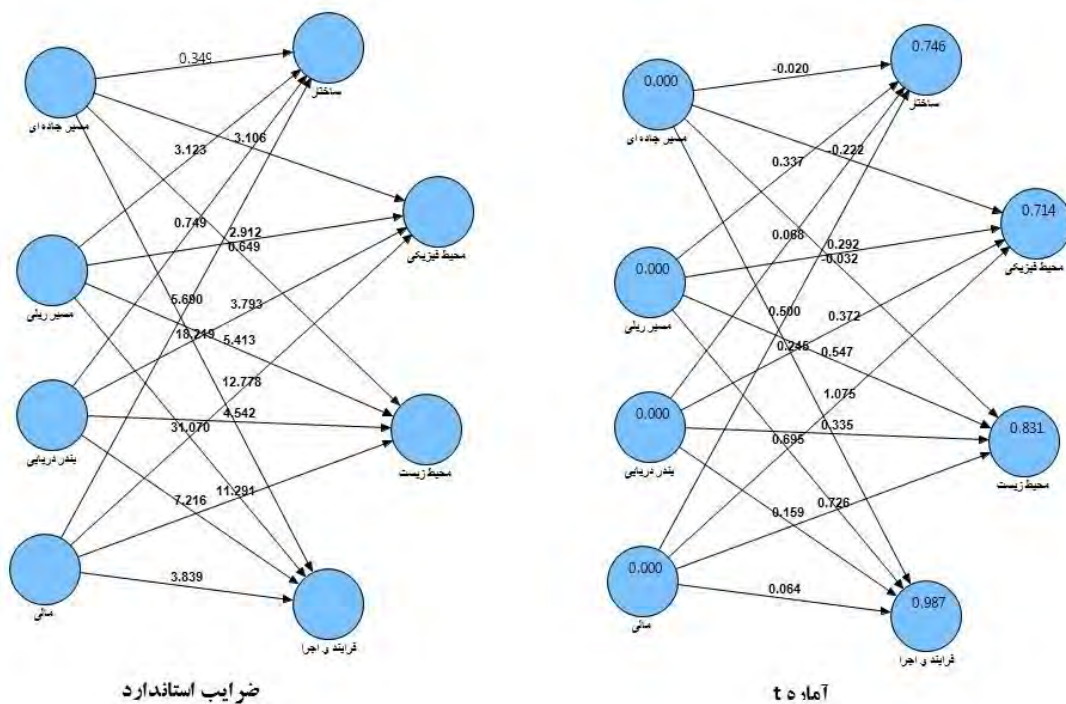 0.349
ساختار
مسیر جاده ای
3.106
3.123
0.749
2.912
0.649
محیط فیزیکی
مسیر ریلی
5.690
3.793
18.219
5.413
12.778
4.542
31.070
بندر دریایی
محیط زیست
7.216
11.291
3.839
مالی
فرایند و اجرا
ضرایب استاندارد
0.746
-0.020
0.000
ساختار
مسیر جاده ای
-0.222
0.337
0.714
0.068
0.292
-0.032
محیط فیزیکی
0.000
مسیر ریلی
0.500
0.372
0.245
0.547
1.075
0.000
0.335
0.831
0.695
بندر دریایی
محیط زیست
0.159
0.726
0.000
0.064
0.987
مالی
فرایند و اجرا
آماره t